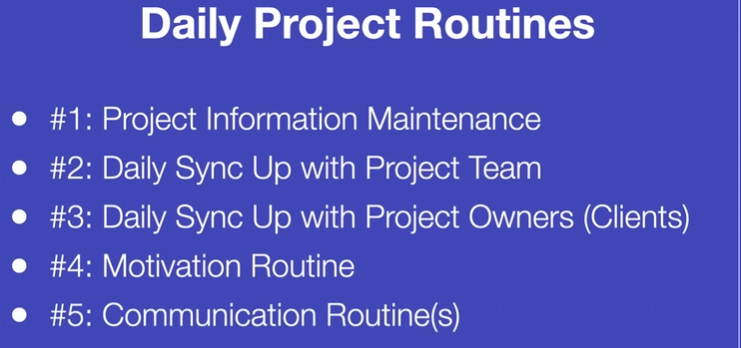 Daily Project Routines
• #1: Project Information Maintenance
• #2: Daily Sync Up with Project Team
• #3: Daily Sync Up with Project Owners (Clients)
• #4: Motivation Routine
• #5: Communication Routine(s)